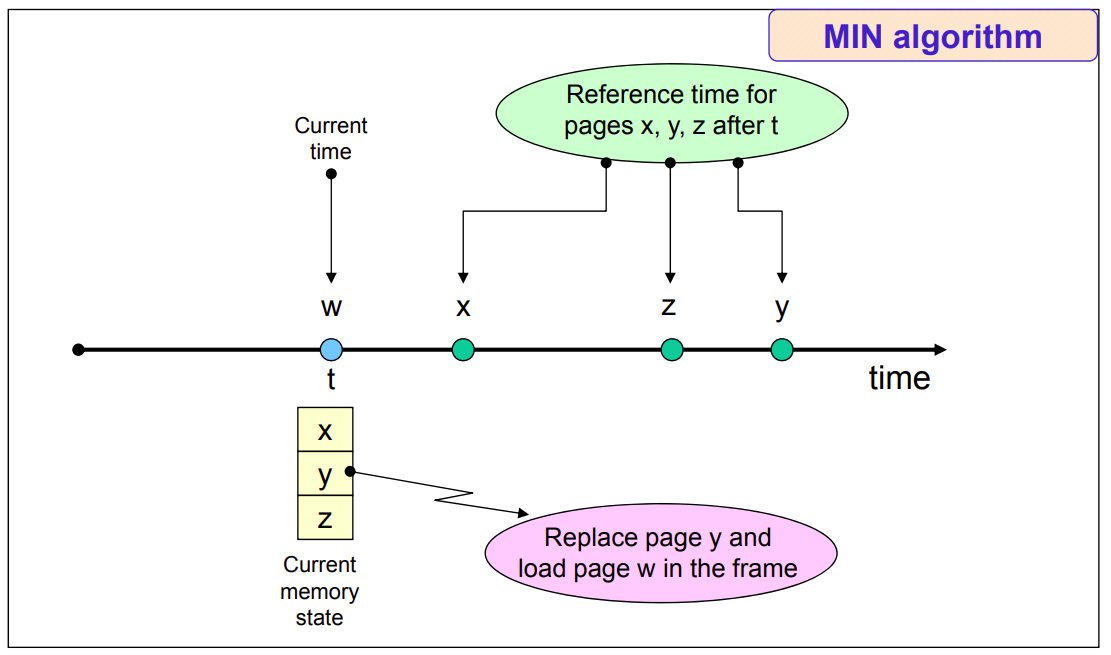 MIN algorithm
Reference time for
pages x, y, z after t
Current
time
w
x
z
y
t
time
x
y
z
Replace page y and
load page w in the frame
Current
memory
state